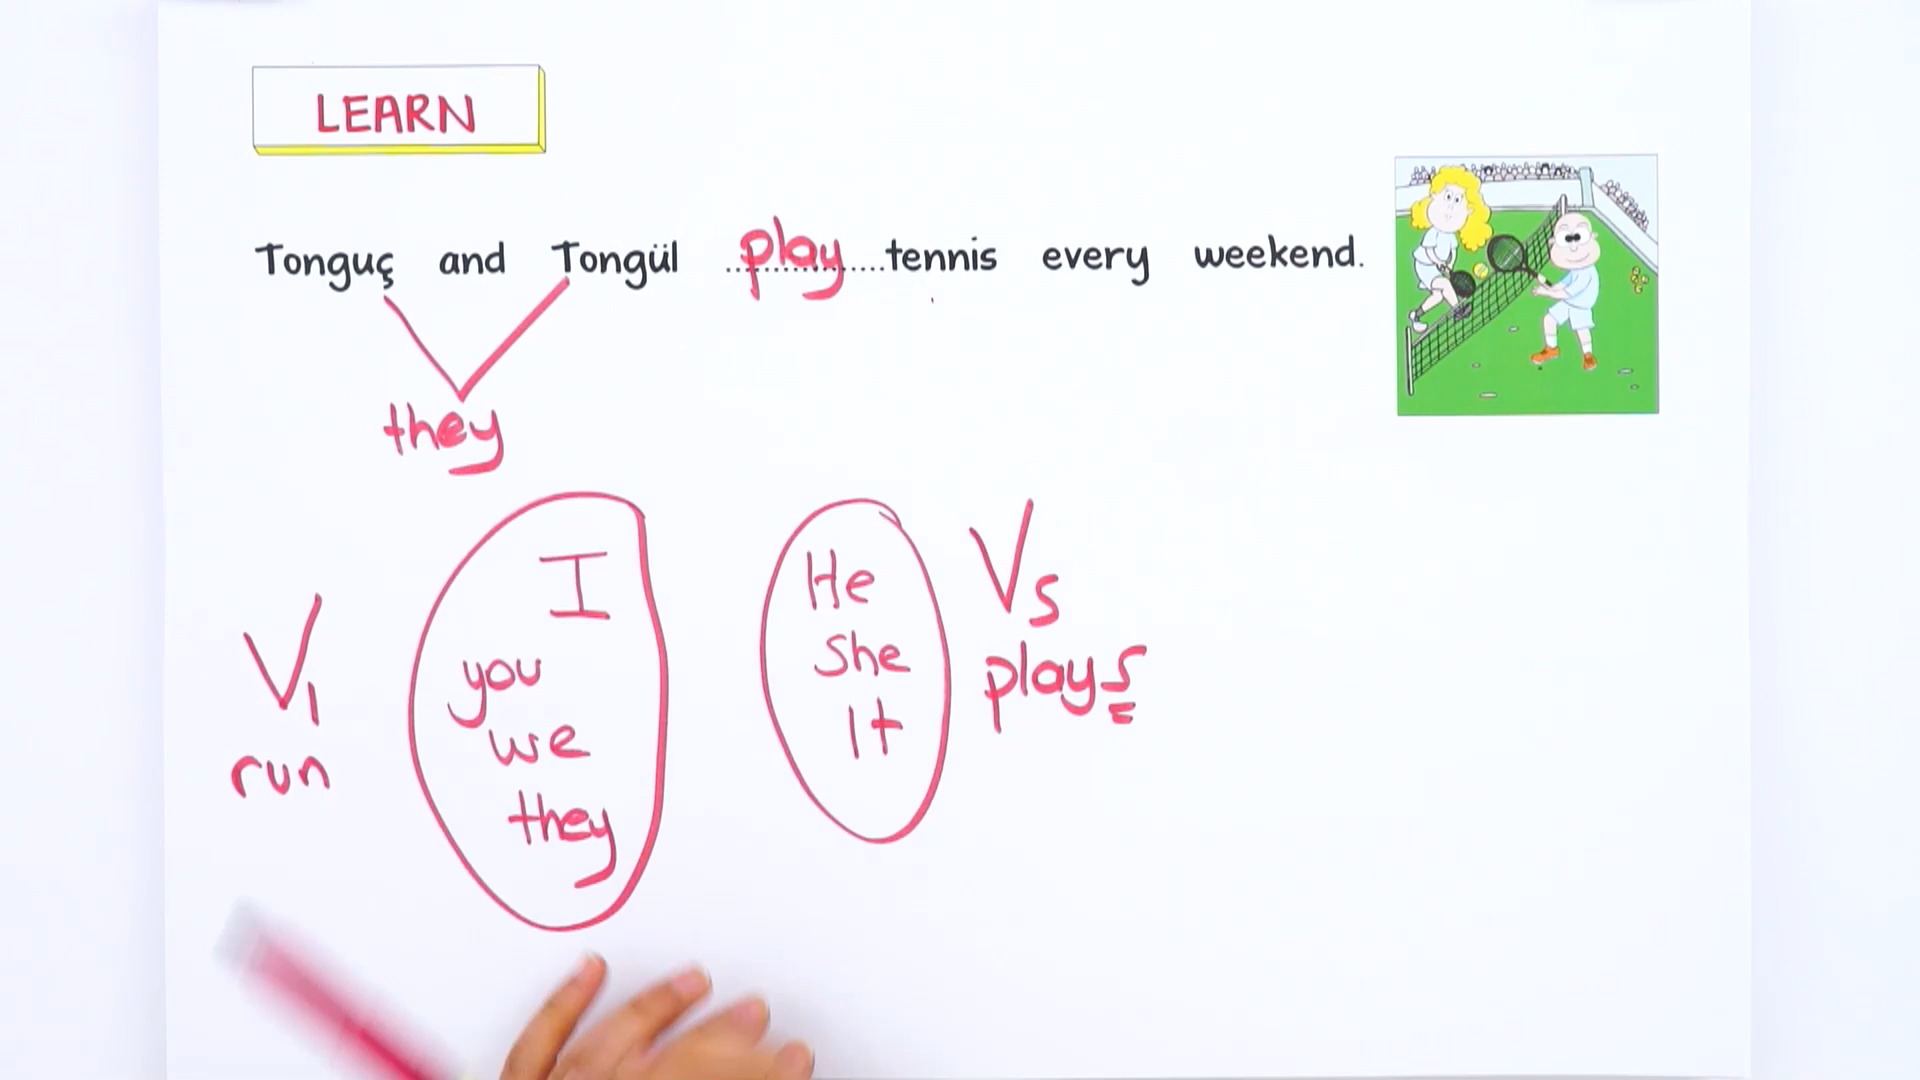 LEARN
Tonguç and Tongül ..play..tennis every weekend.
they
I
you
we
they
V1
run
He
She
It
Vs
plays